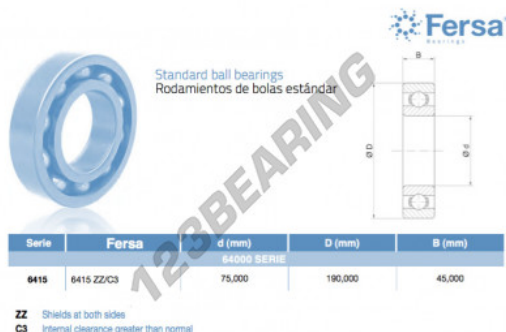 Fersa
Bearings
Standard ball bearings
Rodamientos de bolas estándar
B
Ø D
Ø d
123BEARING
Serie Fersa d (mm) D (mm) B (mm)
64000 SERIE
6415 6415 ZZ/C3 75,000 190,000 45,000
ZZ Shields at both sides
C3 Internal clearance greater than normal